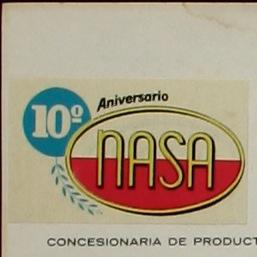 10º Aniversario
NASA
CONCESIONARIA DE PRODUCT